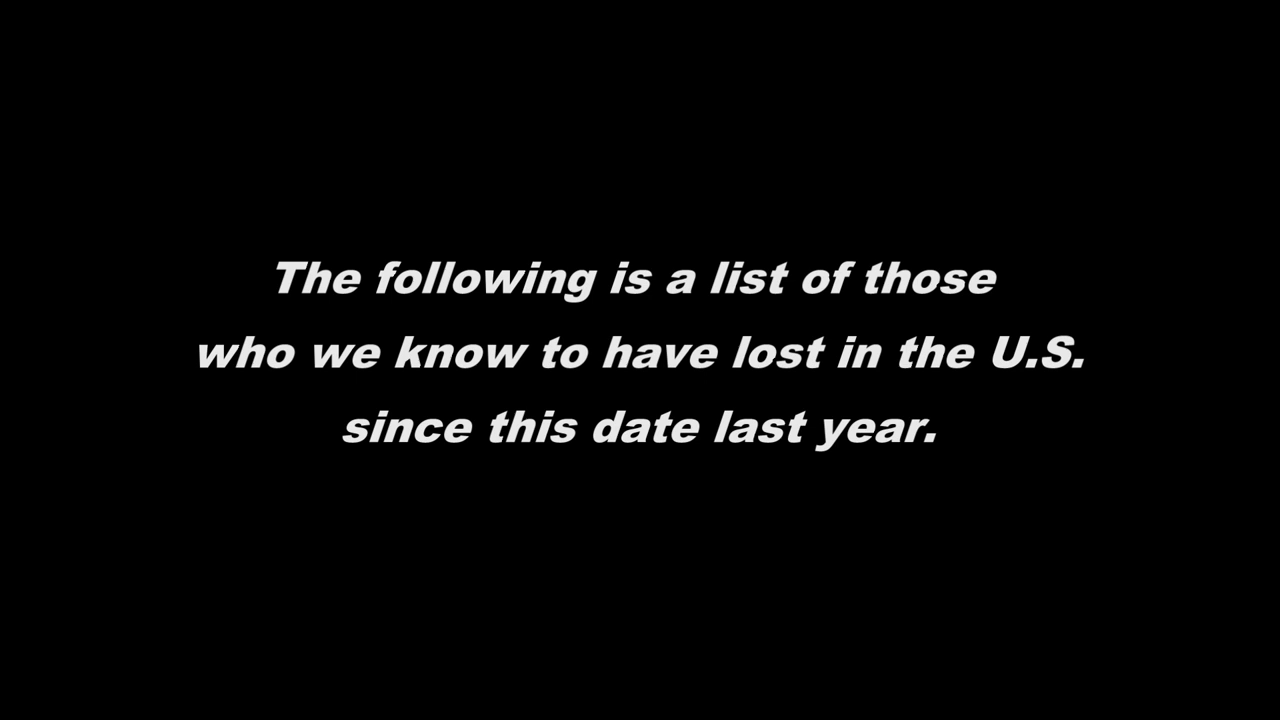 The following is a list of those
who we know to have lost in the U.S.
since this date last year.